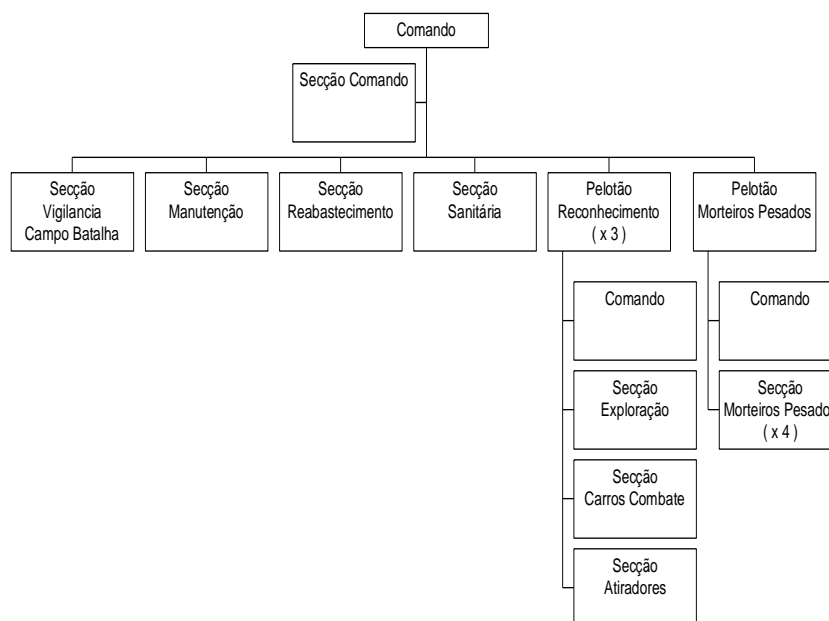 Comando
Secção Comando
Secção
Vigilancia
Campo Batalha
Secção
Manutenção
Secção
Reabastecimento
Secção
Sanitária
Pelotão
Reconhecimento
( x 3 )
Pelotão
Morteiros Pesados
Comando
Secção
Exploração
Secção
Carros Combate
Secção
Atiradores
Comando
Secção
Morteiros Pesado
( x 4 )